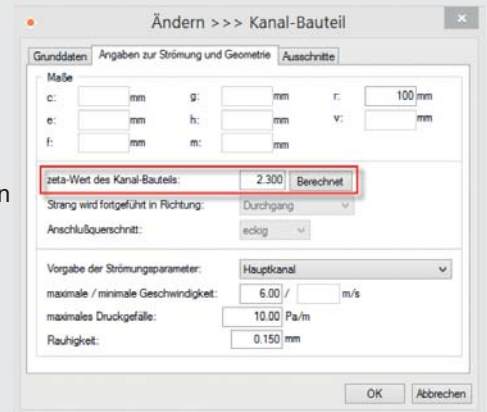 Ändern >>> Kanal-Bauteil
Grunddaten Angaben zur Strömung und Geometrie Ausschnitte
Maße
c: mm g: mm r: 100 mm
e: mm h: mm v: mm
f: mm m: mm
n
zeta-Wert des Kanal-Bauteils: 2.300 Berechnet
Strang wird fortgeführt in Richtung: Durchgang
Anschlußquerschnitt: eckig
Vorgabe der Strömungsparameter: Hauptkanal
maximale / minimale Geschwindigkeit: 6.00 / m/s
maximales Druckgefälle: 10.00 Pa/m
Rauhigkeit: 0.150 mm
OK Abbrechen